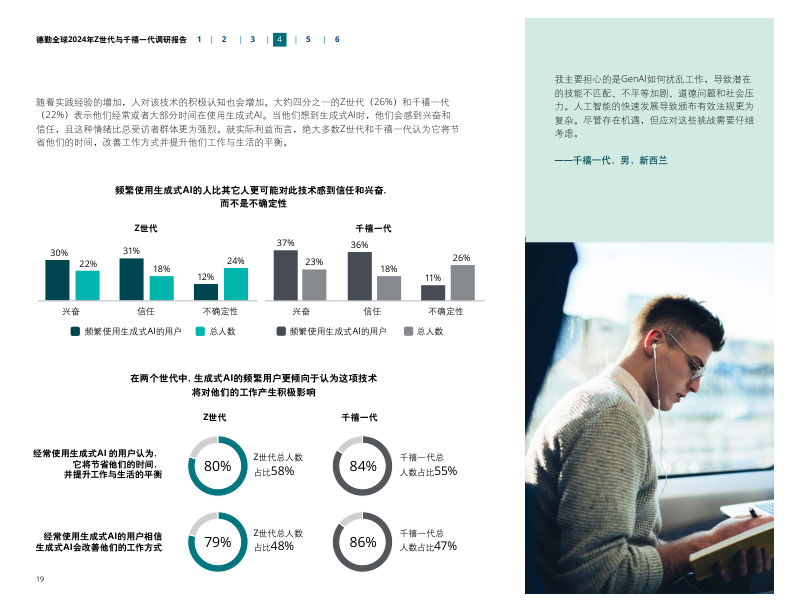 德勤全球2024年Z世代与千禧一代调研报告 1 | 2 | 3 | 4 | 5 | 6
随着实践经验的增加，人对该技术的积极认知也会增加。大约四分之一的Z世代（26%）和千禧一代
（22%）表示他们经常或者大部分时间在使用生成式AI。当他们想到生成式AI时，他们会感到兴奋和
信任，且这种情绪比总受访者群体更为强烈。就实际利益而言，绝大多数Z世代和千禧一代认为它将节
省他们的时间，改善工作方式并提升他们工作与生活的平衡。
频繁使用生成式AI的人比其它人更可能对此技术感到信任和兴奋，
而不是不确定性
Z世代
30% 22% 31% 18% 12% 24%
兴奋 信任 不确定性
频繁使用生成式AI的用户 总人数
千禧一代
37% 23% 36% 18% 11% 26%
兴奋 信任 不确定性
频繁使用生成式AI的用户 总人数
在两个世代中，生成式AI的频繁用户更倾向于认为这项技术
将对他们的工作产生积极影响
Z世代 千禧一代
经常使用生成式AI 的用户认为，
它将节省他们的时间，
并提升工作与生活的平衡
80%
Z世代总人数
占比58%
84%
千禧一代总
人数占比55%
经常使用生成式AI的用户相信
生成式AI会改善他们的工作方式
79%
Z世代总人数
占比48%
86%
千禧一代总
人数占比47%
19
我主要担心的是GenAI如何扰乱工作，导致潜在
的技能不匹配、不平等加剧、道德问题和社会压
力。人工智能的快速发展导致颁布有效法规更为
复杂。尽管存在机遇，但应对这些挑战需要仔细
考虑。
——千禧一代，男，新西兰